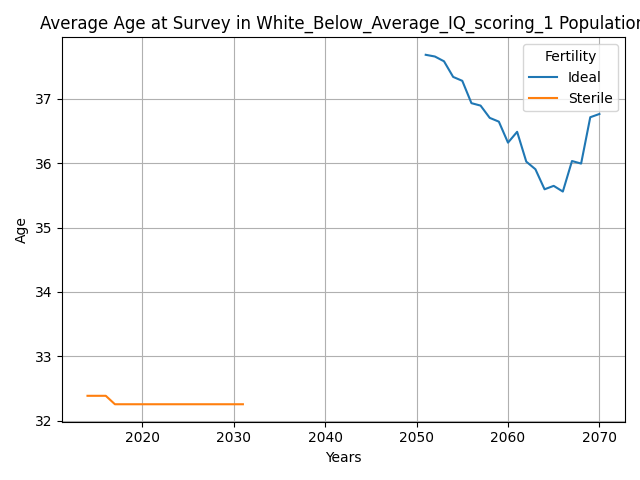 Average Age at Survey in White_Below_Average_IQ_scoring_1 Population
Fertility
Ideal
Sterile
37
36
35
34
33
32
Age
2020 2030 2040 2050 2060 2070
Years